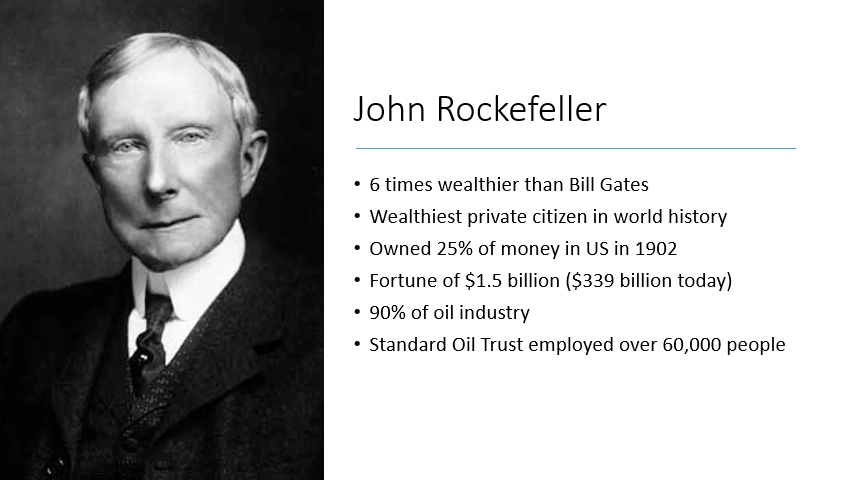 John Rockefeller
• 6 times wealthier than Bill Gates
• Wealthiest private citizen in world history
• Owned 25% of money in US in 1902
• Fortune of $1.5 billion ($339 billion today)
• 90% of oil industry
• Standard Oil Trust employed over 60,000 people